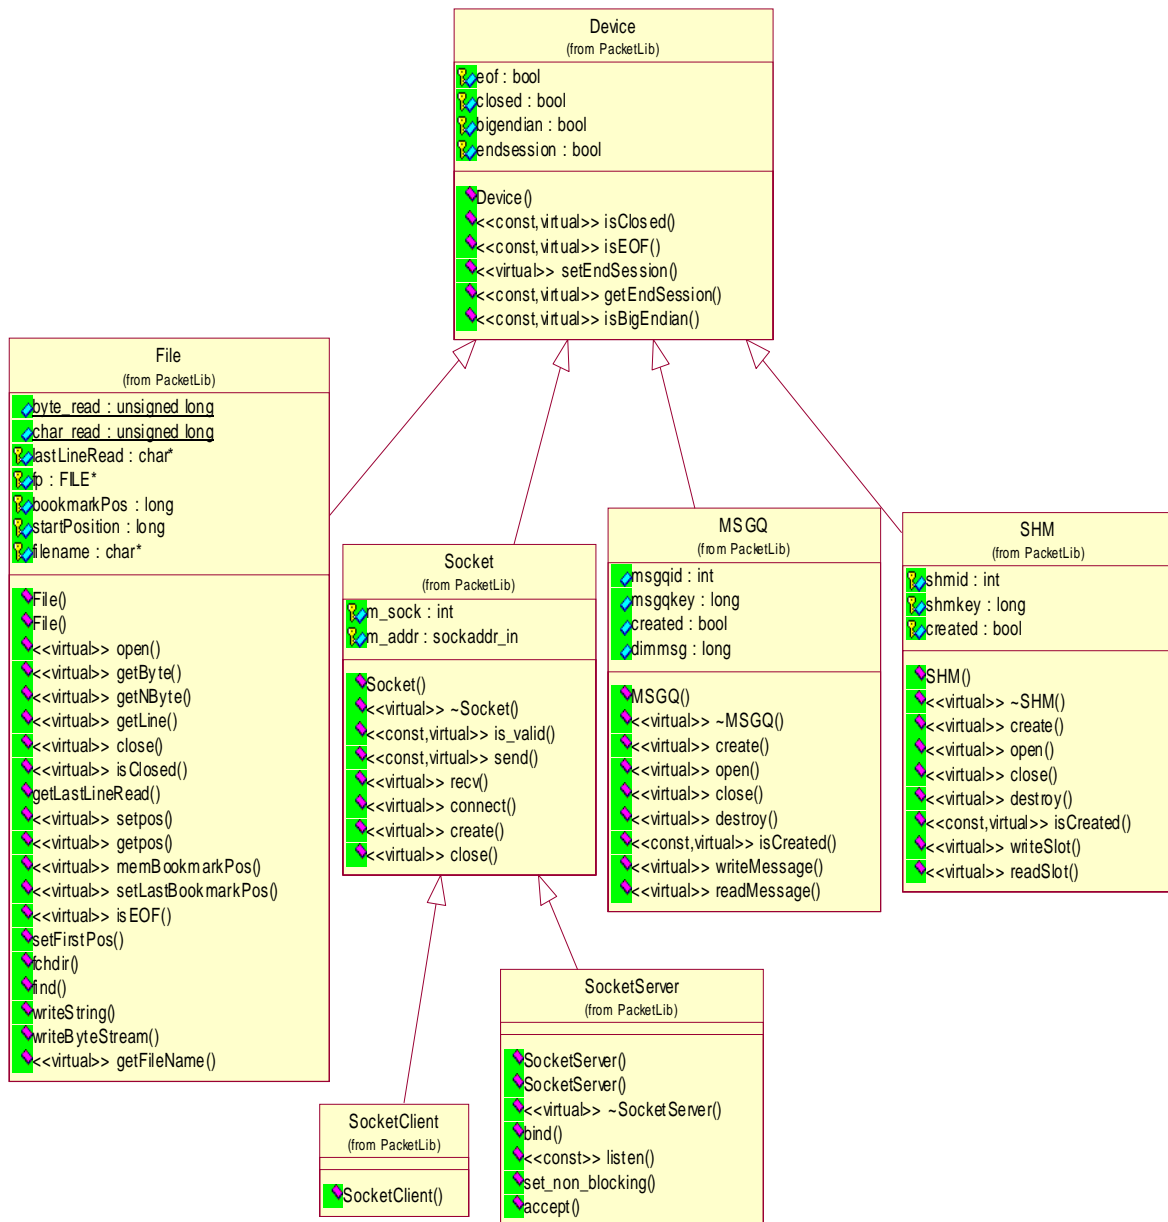 Device
(from PacketLib)
eof : bool
closed : bool
bigendian : bool
endsession : bool
Device()
<<const,virtual>> isClosed()
<<const,virtual>> isEOF()
<<virtual>> setEndSession()
<<const,virtual>> getEndSession()
<<const,virtual>> isBigEndian()
File
(from PacketLib)
byte_read : unsigned long
char_read : unsigned long
lastLineRead : char*
fp : FILE*
bookmarkPos : long
startPosition : long
filename : char*
File()
File()
<<virtual>> open()
<<virtual>> getByte()
<<virtual>> getNByte()
<<virtual>> getLine()
<<virtual>> close()
<<virtual>> isClosed()
getLastLineRead()
<<virtual>> setpos()
<<virtual>> getpos()
<<virtual>> memBookmarkPos()
<<virtual>> setLastBookmarkPos()
<<virtual>> isEOF()
setFirstPos()
fchdir()
find()
writeString()
writeByteStream()
<<virtual>> getFileName()
Socket
(from PacketLib)
m_sock : int
m_addr : sockaddr_in
Socket()
<<virtual>> ~Socket()
<<const,virtual>> is_valid()
<<const,virtual>> send()
<<virtual>> recv()
<<virtual>> connect()
<<virtual>> create()
<<virtual>> close()
MSGQ
(from PacketLib)
msgqid : int
msgqkey : long
created : bool
dimmsg : long
MSGQ()
<<virtual>> ~MSGQ()
<<virtual>> create()
<<virtual>> open()
<<virtual>> close()
<<virtual>> destroy()
<<const,virtual>> isCreated()
<<virtual>> writeMessage()
<<virtual>> readMessage()
SHM
(from PacketLib)
shmid : int
shmkey : long
created : bool
SHM()
<<virtual>> ~SHM()
<<virtual>> create()
<<virtual>> open()
<<virtual>> close()
<<virtual>> destroy()
<<const,virtual>> isCreated()
<<virtual>> writeSlot()
<<virtual>> readSlot()
SocketClient
(from PacketLib)
SocketClient()
SocketServer
(from PacketLib)
SocketServer()
SocketServer()
<<virtual>> ~SocketServer()
bind()
<<const>> listen()
set_non_blocking()
accept()